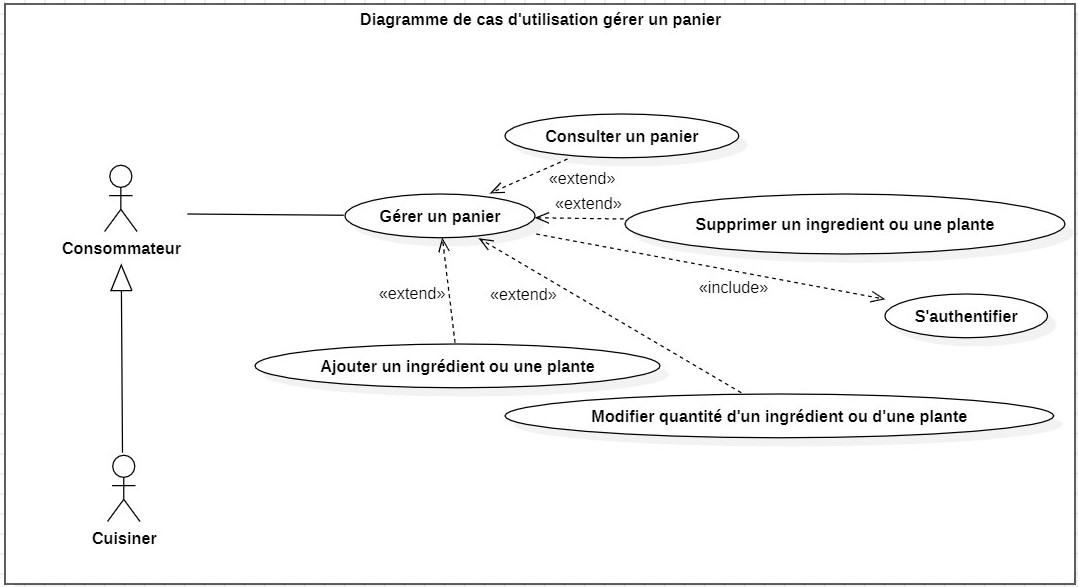 Diagramme de cas d'utilisation gérer un panier
Consulter un panier
«extend»
«extend»
Gérer un panier
Supprimer un ingredient ou une plante
Consommateur
«extend»
«extend»
«include»
S'authentifier
Ajouter un ingrédient ou une plante
Modifier quantité d'un ingrédient ou d'une plante
Cuisiner